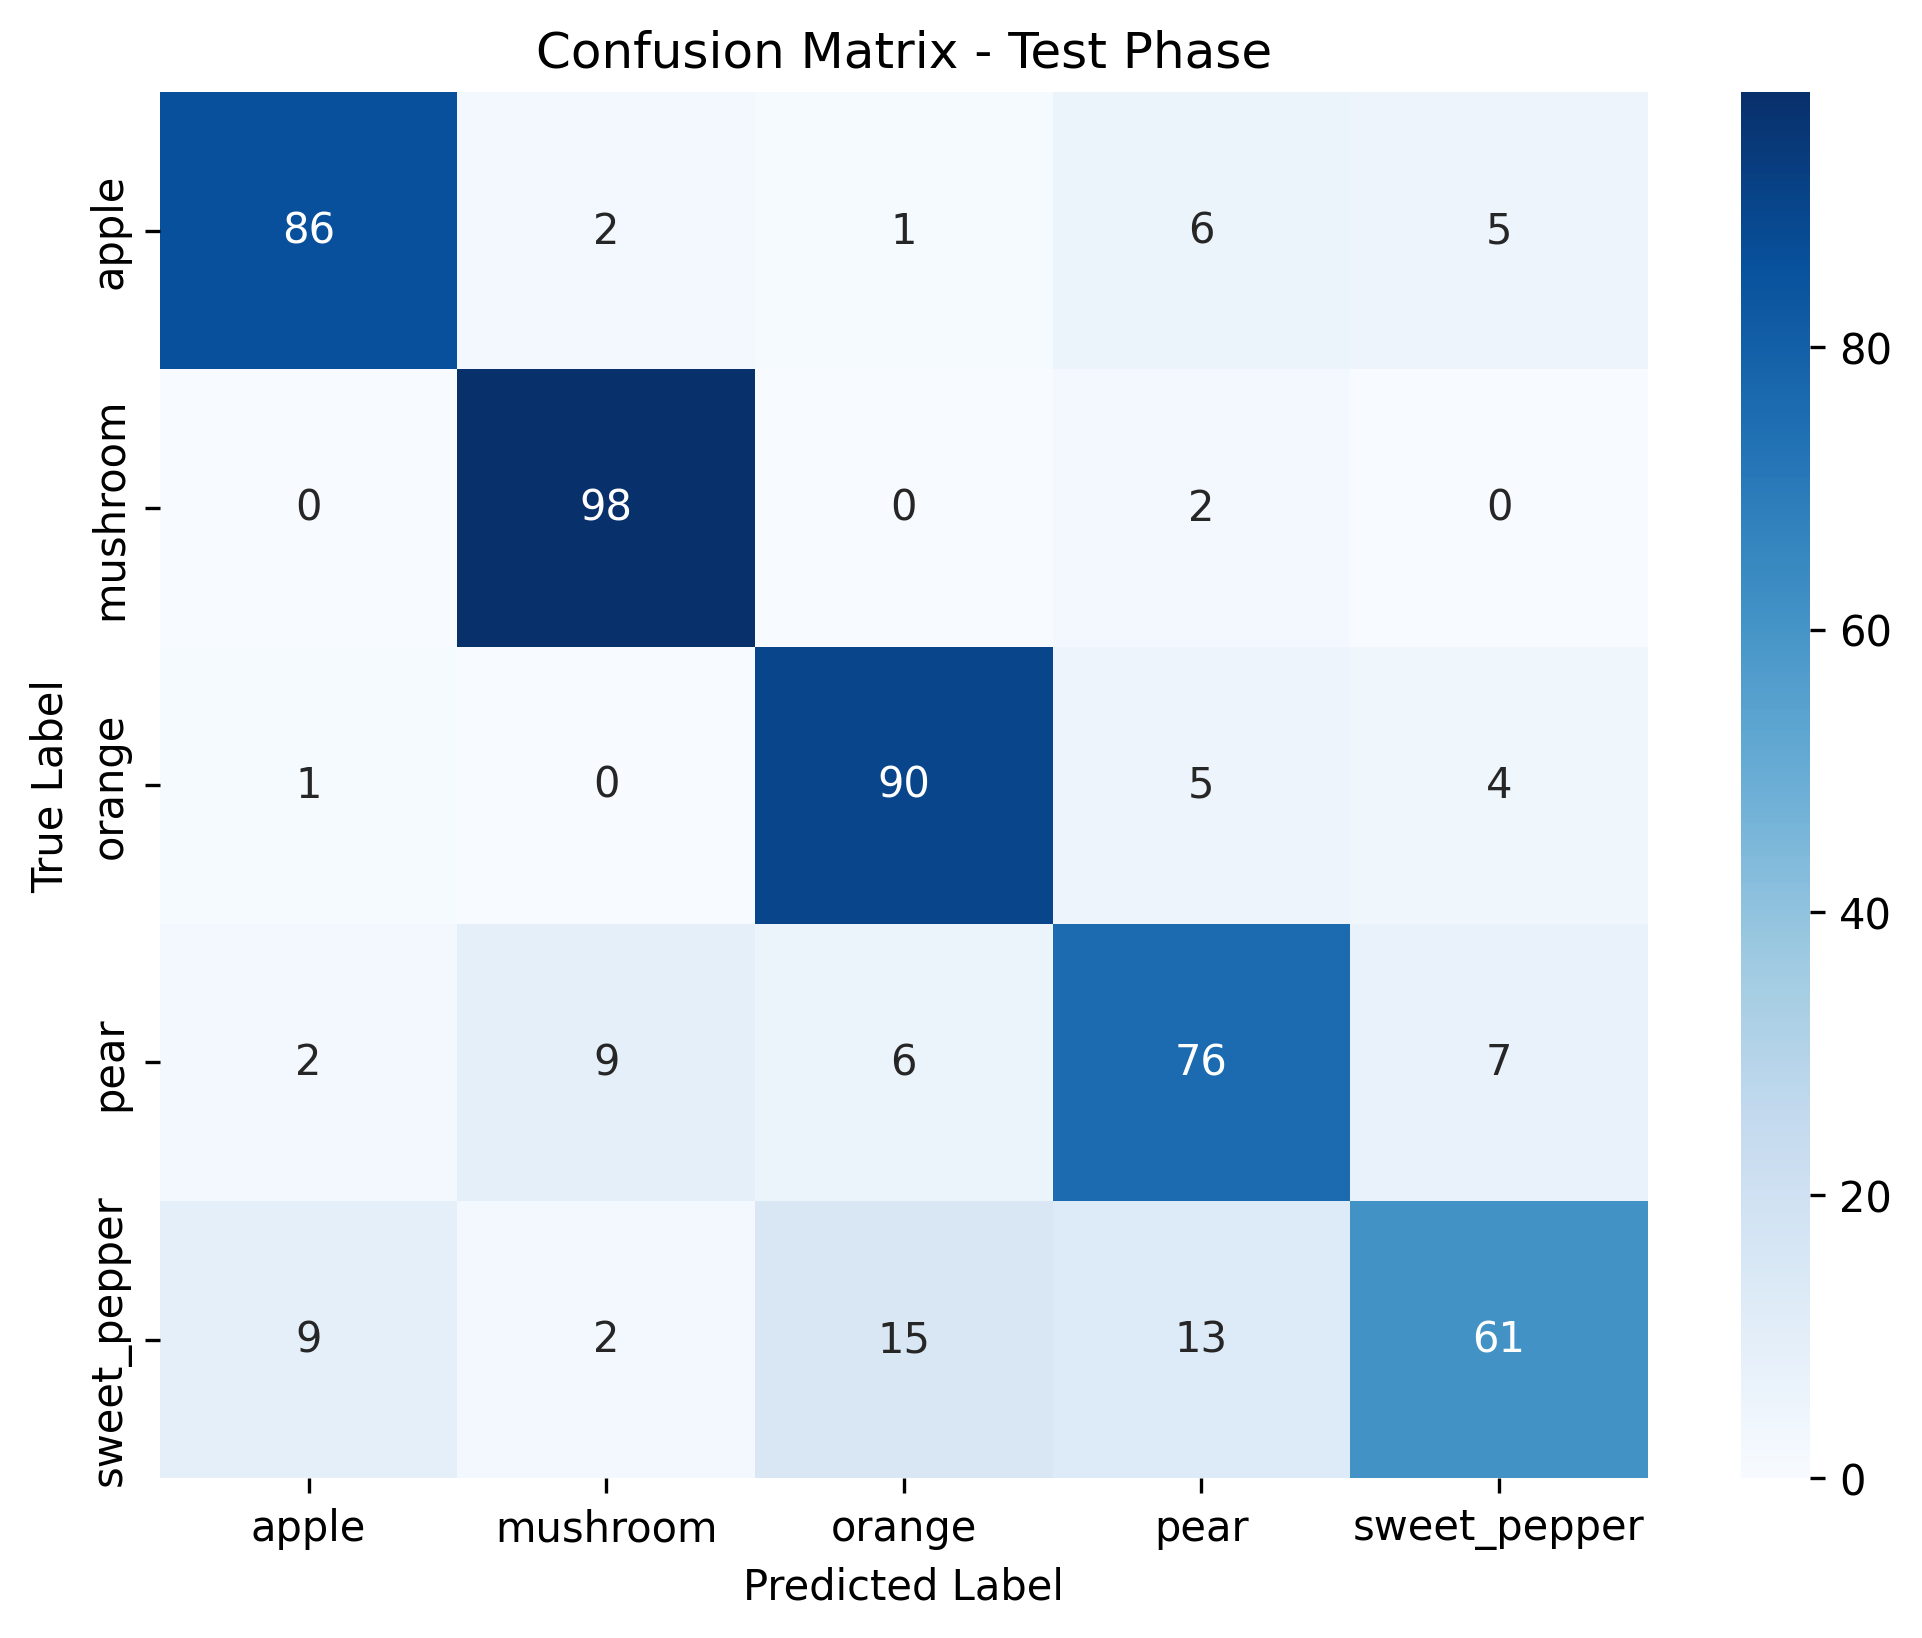 Confusion Matrix - Test Phase
True Label
apple 86 2 1 6 5
mushroom 0 98 0 2 0
orange 1 0 90 5 4
pear 2 9 6 76 7
sweet_pepper 9 2 15 13 61
apple mushroom orange pear sweet_pepper
Predicted Label
80
60
40
20
0